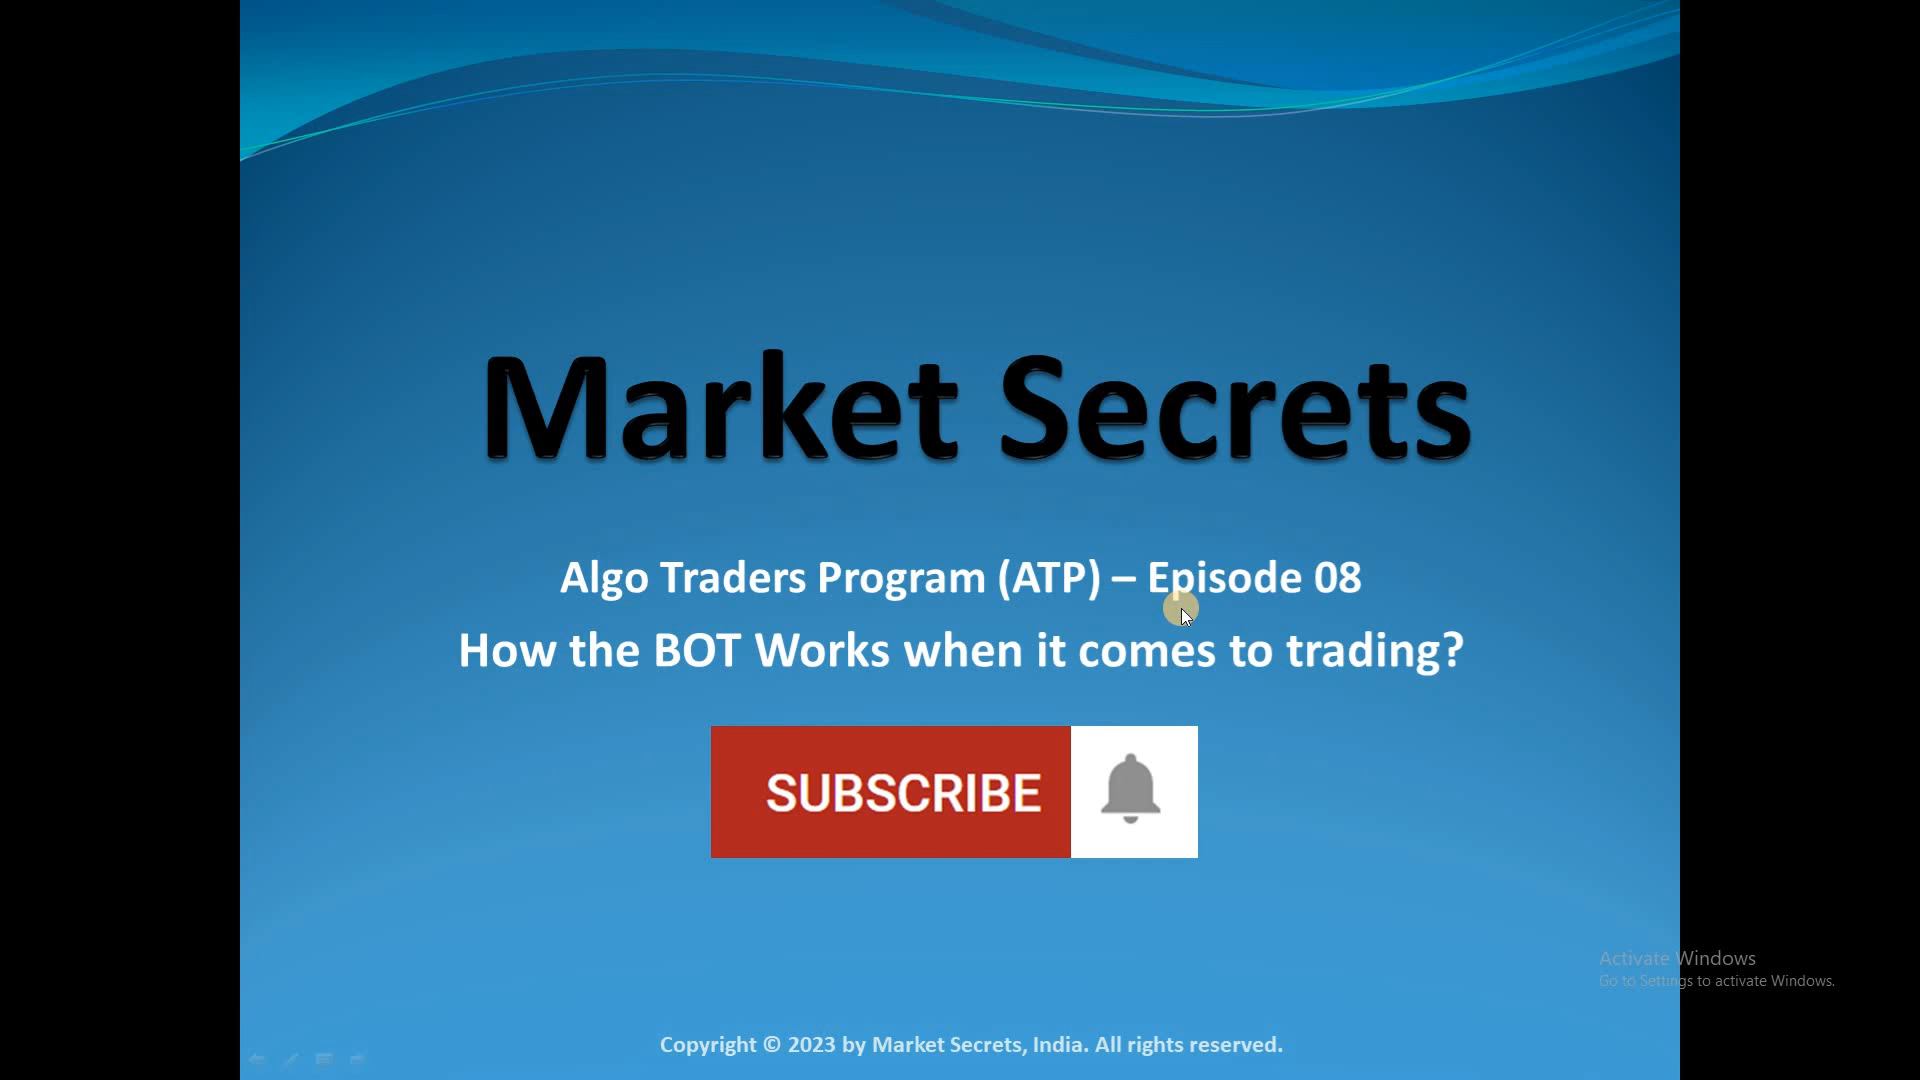 Market Secrets
Algo Traders Program (ATP) – Episode 08
How the BOT Works when it comes to trading?
SUBSCRIBE
Activate Windows
Go to Settings to activate Windows.
Copyright © 2023 by Market Secrets, India. All rights reserved.